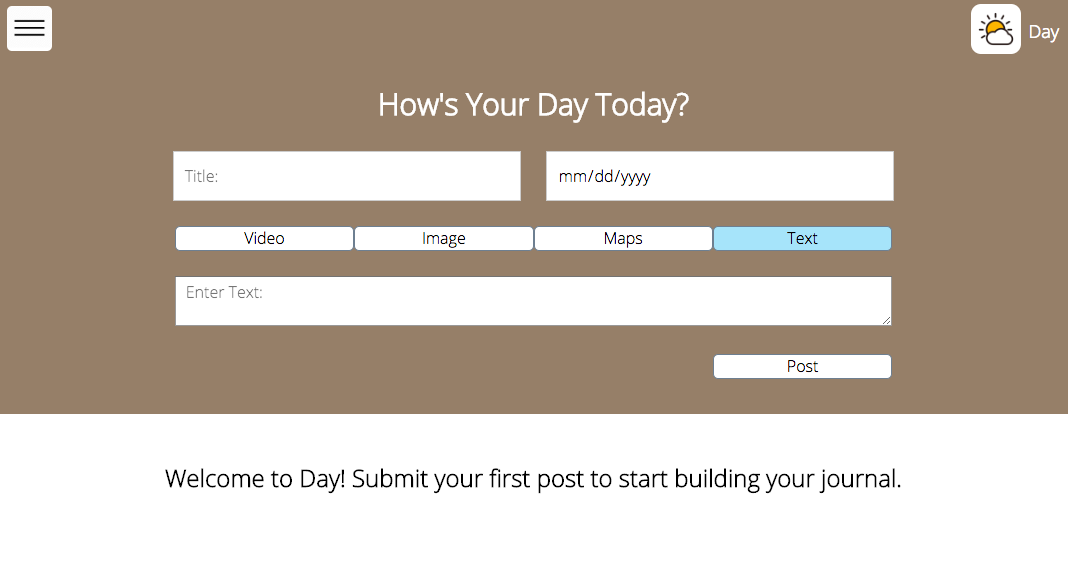 Day
How's Your Day Today?
Title:
mm/dd/yyyy
Video Image Maps Text
Enter Text:
Post
Welcome to Day! Submit your first post to start building your journal.